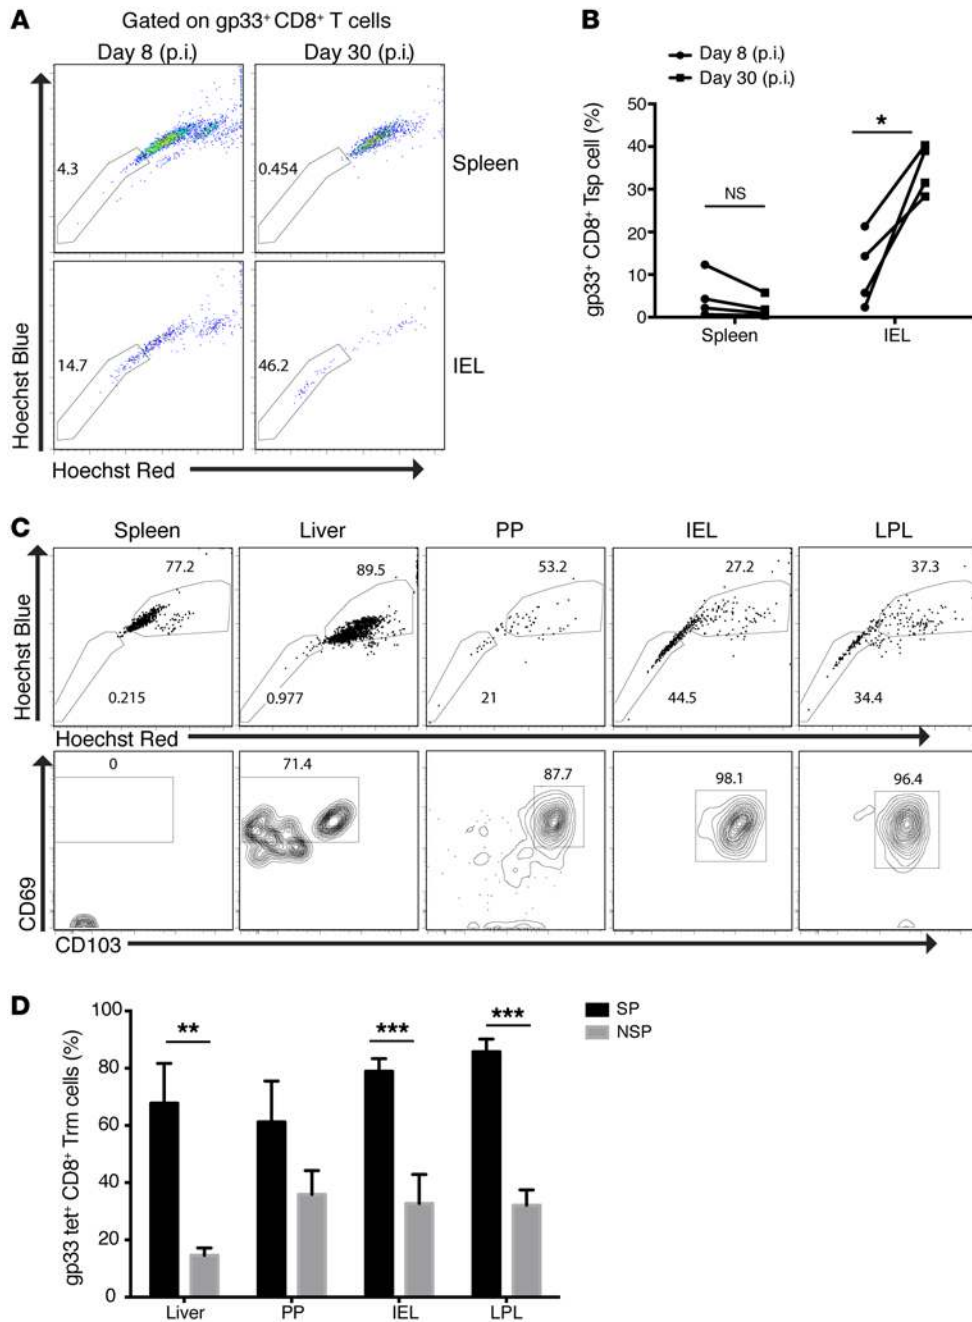 A
Gated on gp33+ CD8+ T cells
Day 8 (p.i.) Day 30 (p.i.)
4.3
0.454
Spleen
14.7
46.2
IEL
Hoechst Blue
Hoechst Red
B
Day 8 (p.i.)
Day 30 (p.i.)
gp33+ CD8+ Tsp cell (%)
50
40
30
20
10
0
NS
*
Spleen IEL
C
Spleen Liver PP IEL LPL
Hoechst Blue
77.2 89.5 53.2 27.2 37.3
0.215 0.977 21 44.5 34.4
Hoechst Red
CD69
0 71.4 87.7 98.1 96.4
CD103
D
gp33 tet+ CD8+ Trm cells (%)
100
80
60
40
20
0
** *** ***
SP
NSP
Liver PP IEL LPL